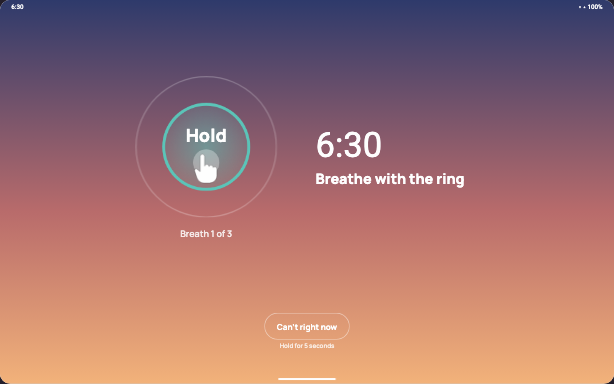 6:30
100%
Hold
6:30
Breathe with the ring
Breath 1 of 3
Can't right now
Hold for 5 seconds